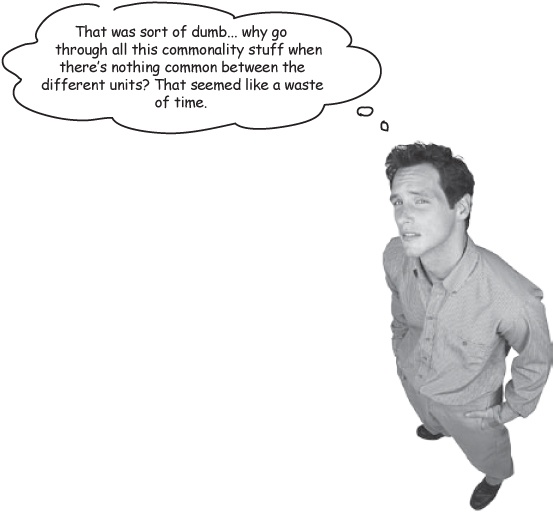 That was sort of dumb... why go
through all this commonality stuff when
there's nothing common between the
different units? That seemed like a waste
of time.